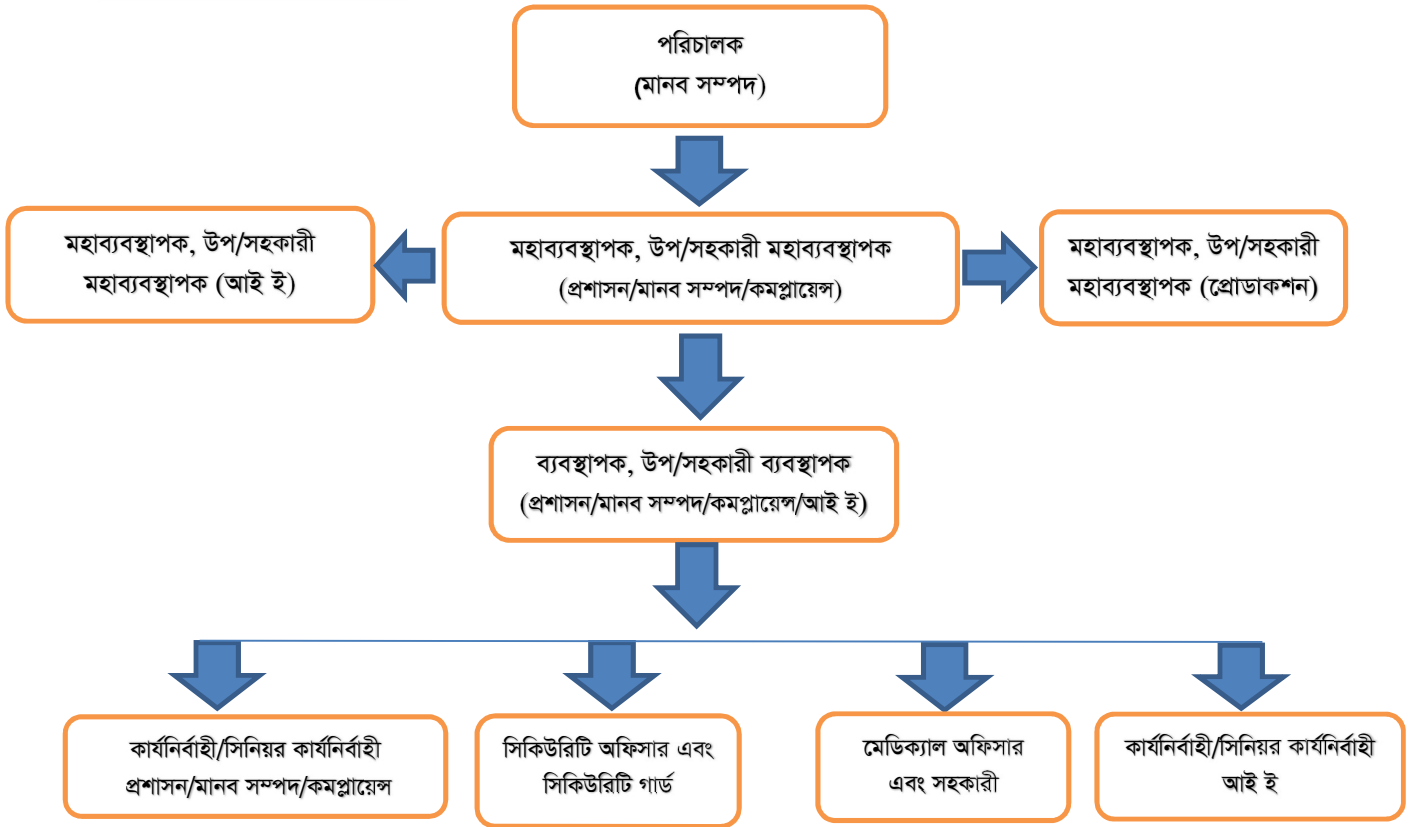 পরিচালক
(মানব সম্পদ)
মহাব্যবস্থাপক, উপ/সহকারী
মহাব্যবস্থাপক (আই ই)
মহাব্যবস্থাপক, উপ/সহকারী মহাব্যবস্থাপক
(প্রশাসন/মানব সম্পদ/কমপ্লায়েন্স)
মহাব্যবস্থাপক, উপ/সহকারী
মহাব্যবস্থাপক (প্রোডাকশন)
ব্যবস্থাপক, উপ/সহকারী ব্যবস্থাপক
(প্রশাসন/মানব সম্পদ/কমপ্লায়েন্স/আই ই)
কার্যনির্বাহী/সিনিয়র কার্যনির্বাহী
প্রশাসন/মানব সম্পদ/কমপ্লায়েন্স
সিকিউরিটি অফিসার এবং
সিকিউরিটি গার্ড
মেডিক্যাল অফিসার
এবং সহকারী
কার্যনির্বাহী/সিনিয়র কার্যনির্বাহী
আই ই